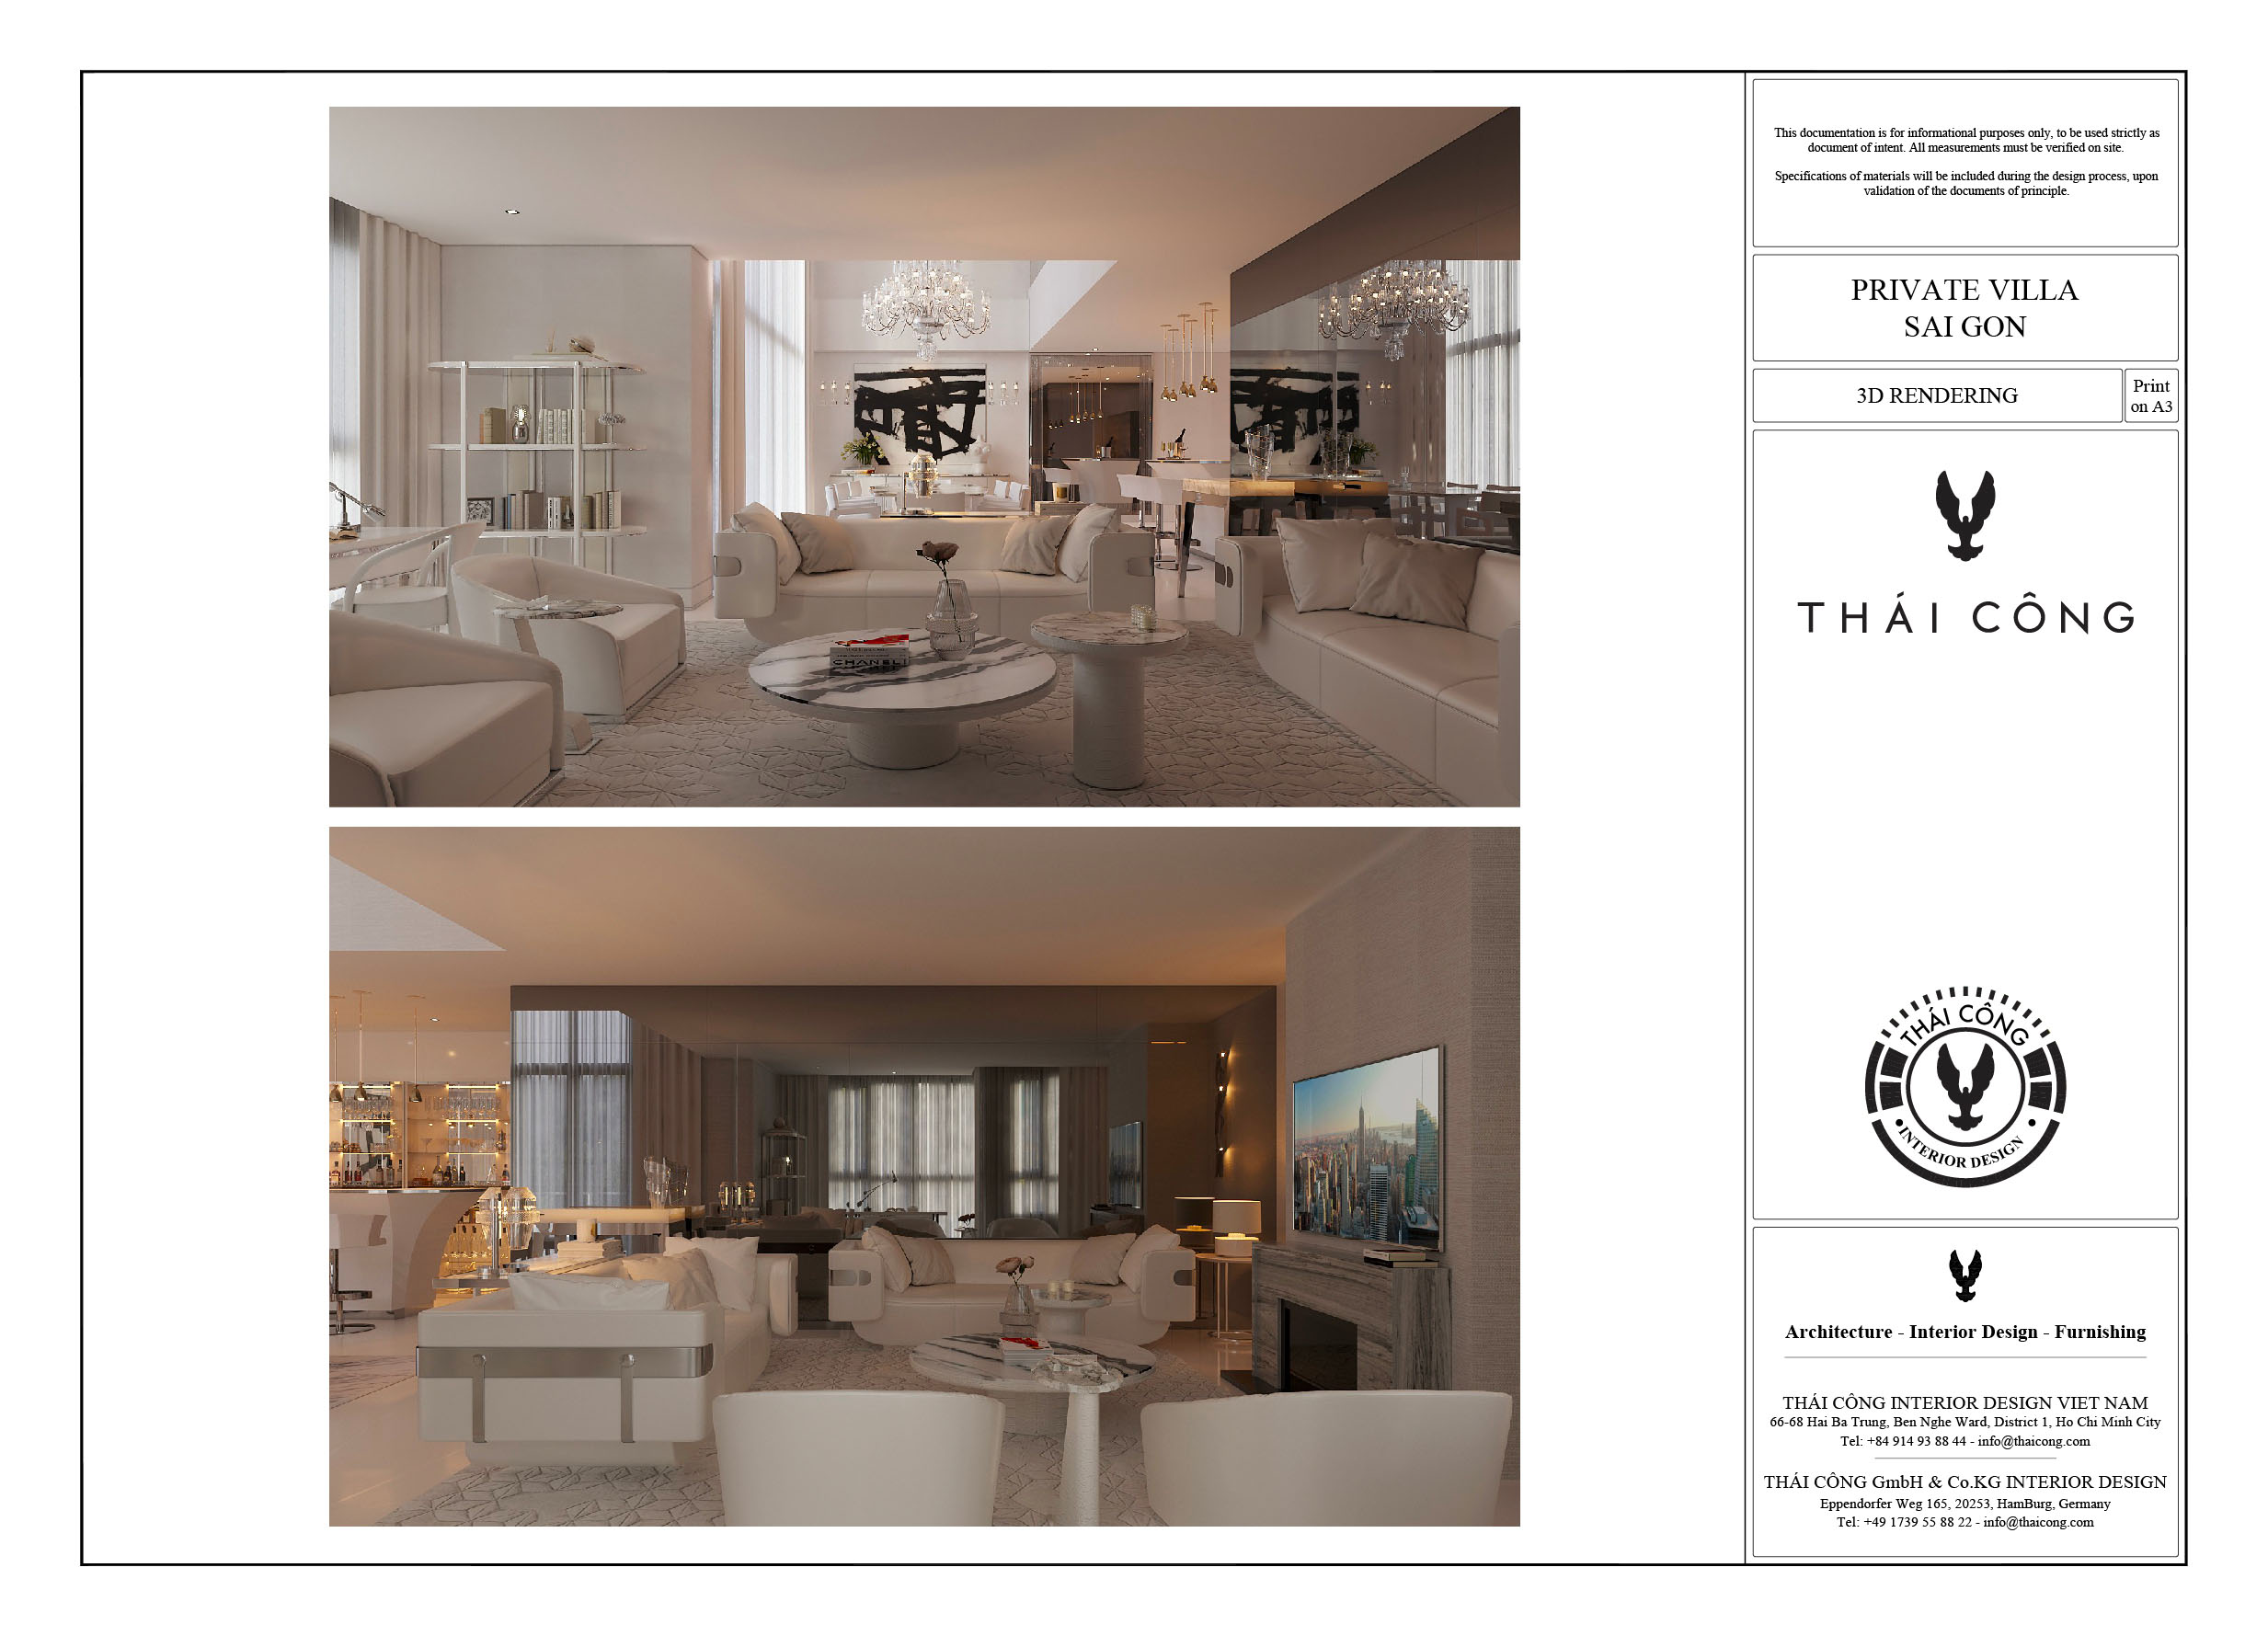 This documentation is for informational purposes only, to be used strictly as
document of intent. All measurements must be verified on site.
Specifications of materials will be included during the design process, upon
validation of the documents of principle.
PRIVATE VILLA
SAI GON
3D RENDERING
Print
on A3
THÁI CÔNG
CHANEL
THÁI CÔNG
INTERIOR DESIGN
Architecture - Interior Design - Furnishing
THÁI CÔNG INTERIOR DESIGN VIET NAM
66-68 Hai Ba Trung, Ben Nghe Ward, District 1, Ho Chi Minh City
Tel: +84 914 93 88 44 - info@thaicong.com
THÁI CÔNG GmbH & Co.KG INTERIOR DESIGN
Eppendorfer Weg 165, 20253, HamBurg, Germany
Tel: +49 1739 55 88 22 - info@thaicong.com